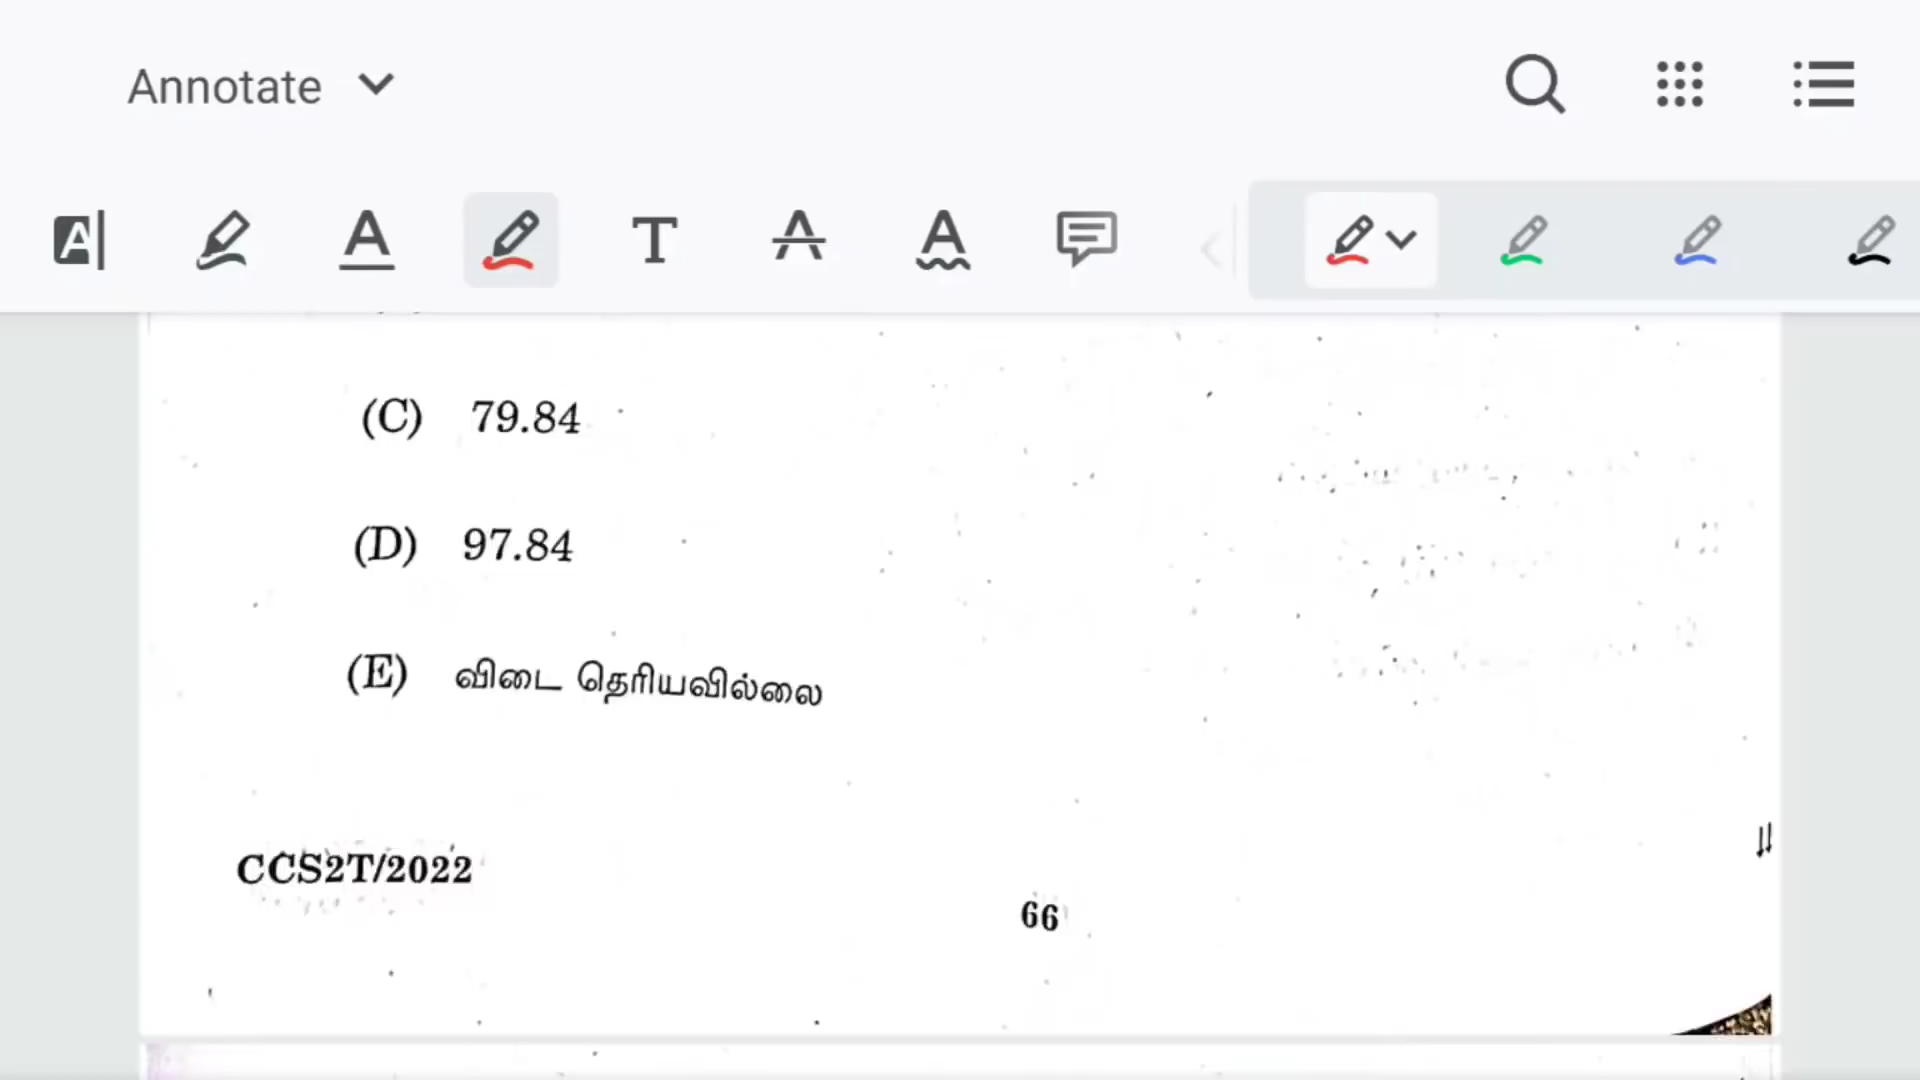 Annotate
(C) 79.84
(D) 97.84
(E) விடை தெரியவில்லை
CCS2T/2022
66